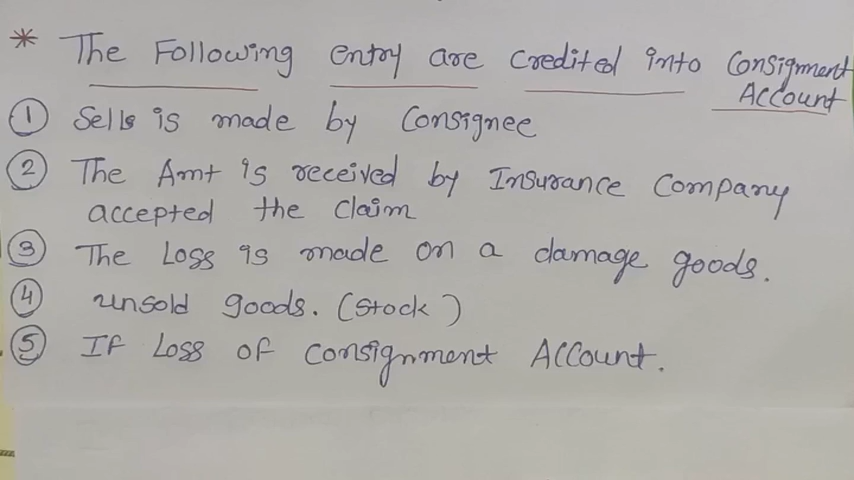 * The Following entry are credited into Consignment
Account
① Sells is made by Consignee
② The Amt is received by Insurance Company
accepted the claim
③ The Loss is made on a damage goods.
④ unsold goods. (Stock)
⑤ If Loss of consignment Account.